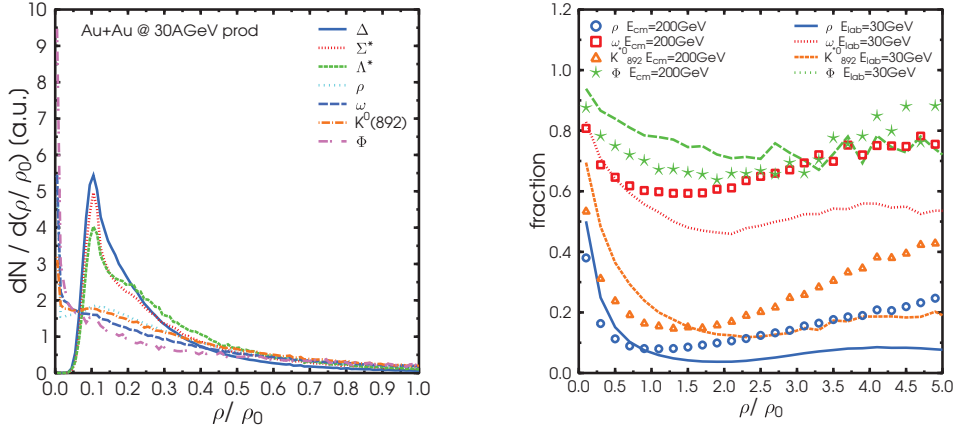 Au+Au @ 30AGeV prod
Δ
Σ*
Λ*
ρ
ω
K⁰(892)
Φ
dN / d(ρ/ ρ₀) (a.u.)
10
9
8
7
6
5
4
3
2
1
0
0.0 0.1 0.2 0.3 0.4 0.5 0.6 0.7 0.8 0.9 1.0
ρ/ ρ₀
ρ Ecm=200GeV
ω Ecm=200GeV
K*⁰892 Ecm=200GeV
Φ Ecm=200GeV
ρ Elab=30GeV
ω Elab=30GeV
K*⁰892 Elab=30GeV
Φ Elab=30GeV
fraction
1.2
1.0
0.8
0.6
0.4
0.2
0.0
0.0 0.5 1.0 1.5 2.0 2.5 3.0 3.5 4.0 4.5 5.0
ρ/ ρ₀